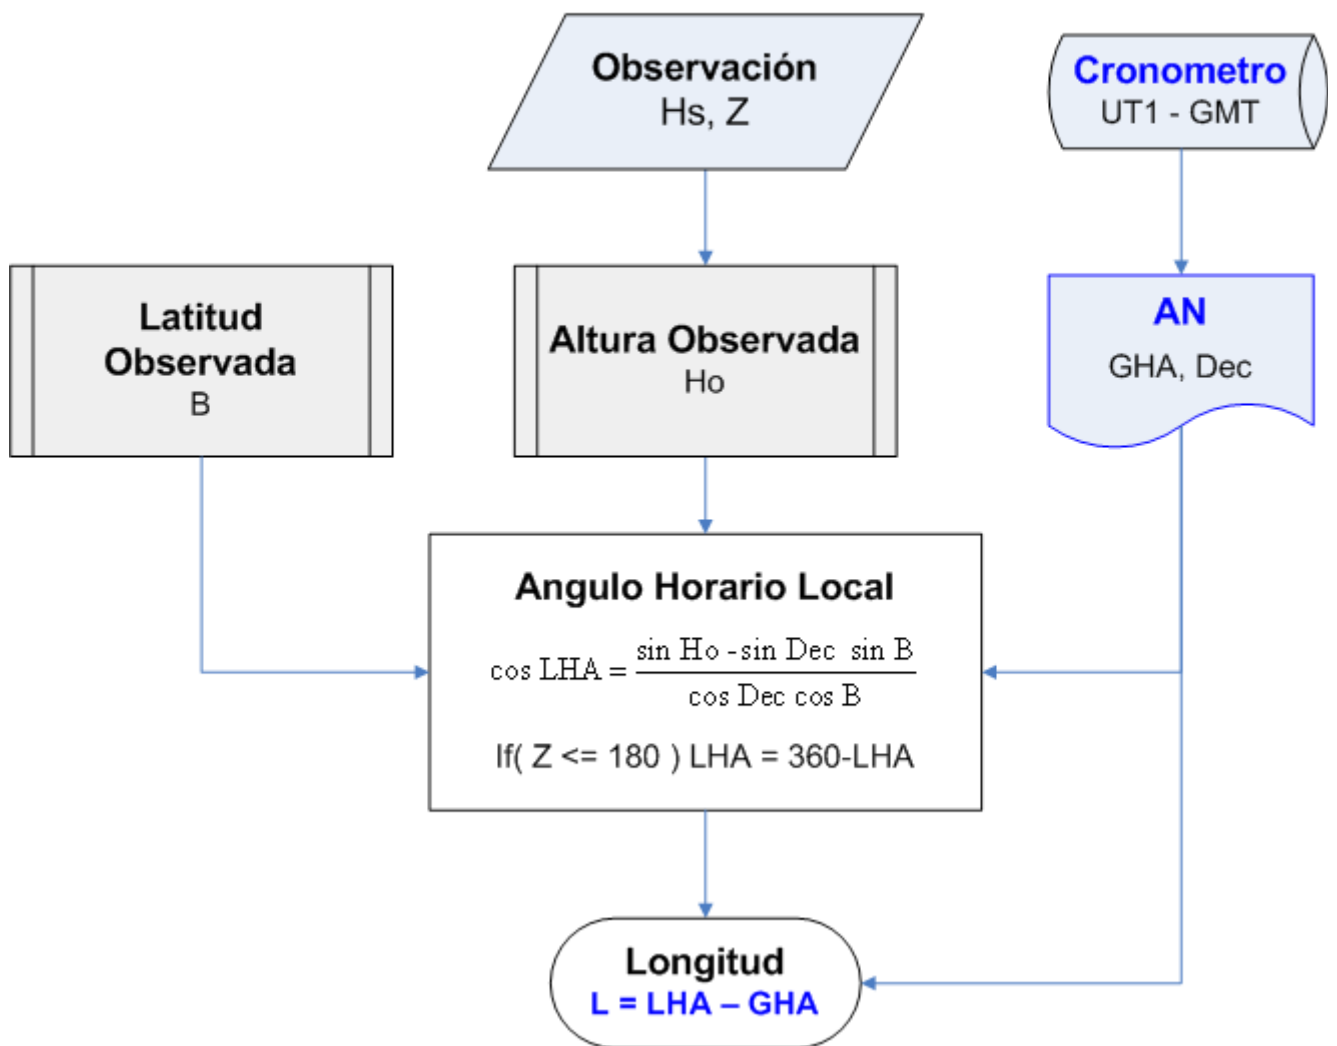 Observación
Hs, Z
Cronometro
UT1 - GMT
Latitud
Observada
B
Altura Observada
Ho
AN
GHA, Dec
Angulo Horario Local
cos LHA = (sin Ho - sin Dec sin B) / (cos Dec cos B)
If( Z <= 180 ) LHA = 360-LHA
Longitud
L = LHA – GHA